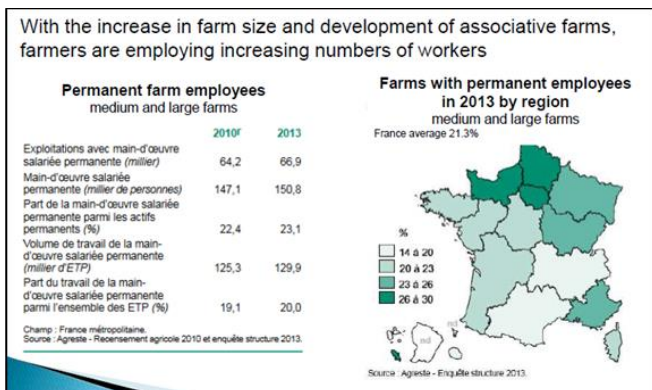 With the increase in farm size and development of associative farms,
farmers are employing increasing numbers of workers
Permanent farm employees
medium and large farms
2010r 2013
Exploitations avec main-d'œuvre
salariée permanente (millier) 64,2 66,9
Main-d'œuvre salariée
permanente (millier de personnes) 147,1 150,8
Part de la main-d'œuvre salariée
permanente parmi les actifs
permanents (%) 22,4 23,1
Volume de travail de la main-
d'œuvre salariée permanente
(millier d'ETP) 125,3 129,9
Part du travail de la main-
d'œuvre salariée permanente
parmi l'ensemble des ETP (%) 19,1 20,0
Champ : France métropolitaine.
Source : Agreste - Recensement agricole 2010 et enquête structure 2013.
Farms with permanent employees
in 2013 by region
medium and large farms
France average 21.3%
%
14 à 20
20 à 23
23 à 26
26 à 30
nd
nd
Source : Agreste - Enquête structure 2013.